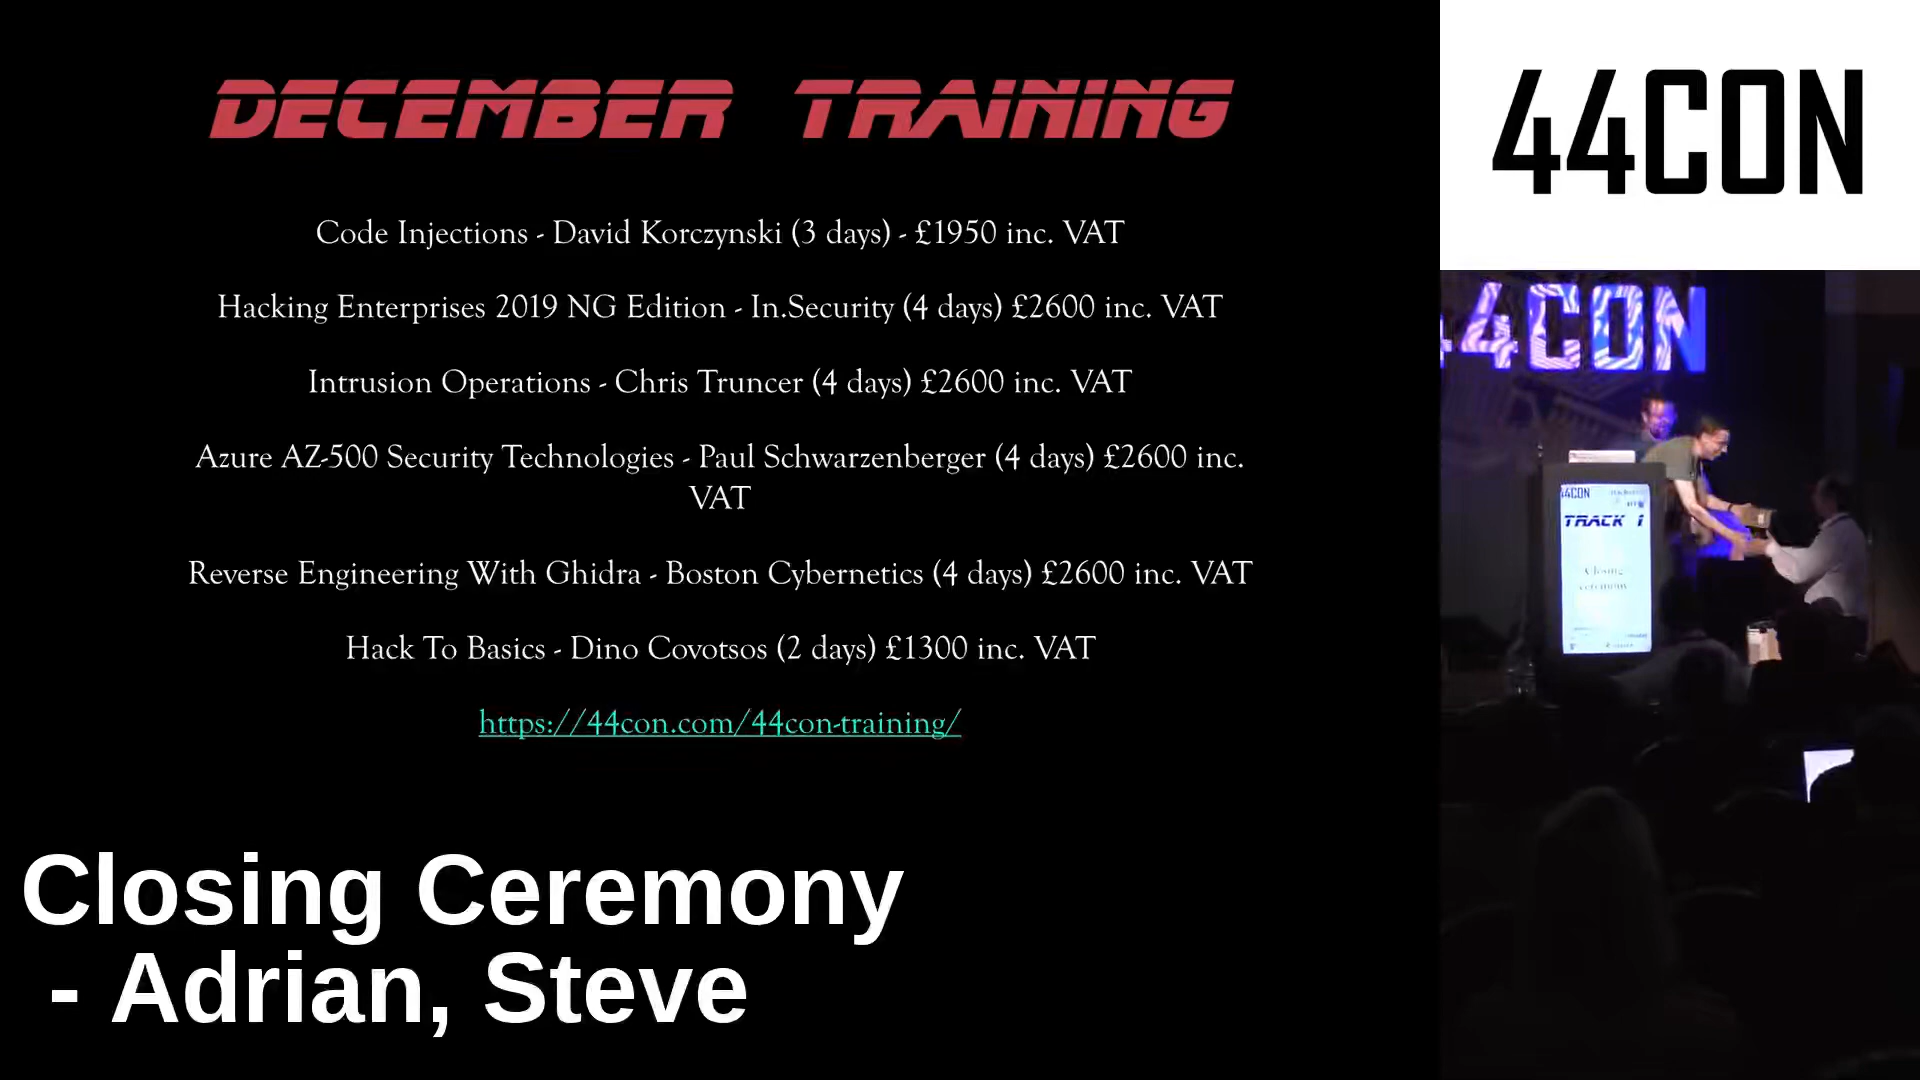 DECEMBER TRAINING
Code Injections - David Korczynski (3 days) - £1950 inc. VAT
Hacking Enterprises 2019 NG Edition - In.Security (4 days) £2600 inc. VAT
Intrusion Operations - Chris Truncer (4 days) £2600 inc. VAT
Azure AZ-500 Security Technologies - Paul Schwarzenberger (4 days) £2600 inc.
VAT
Reverse Engineering With Ghidra - Boston Cybernetics (4 days) £2600 inc. VAT
Hack To Basics - Dino Covotsos (2 days) £1300 inc. VAT
https://44con.com/44con-training/
Closing Ceremony
- Adrian, Steve
44CON
44CON
44CON
TRACK 1
Closing
ceremony